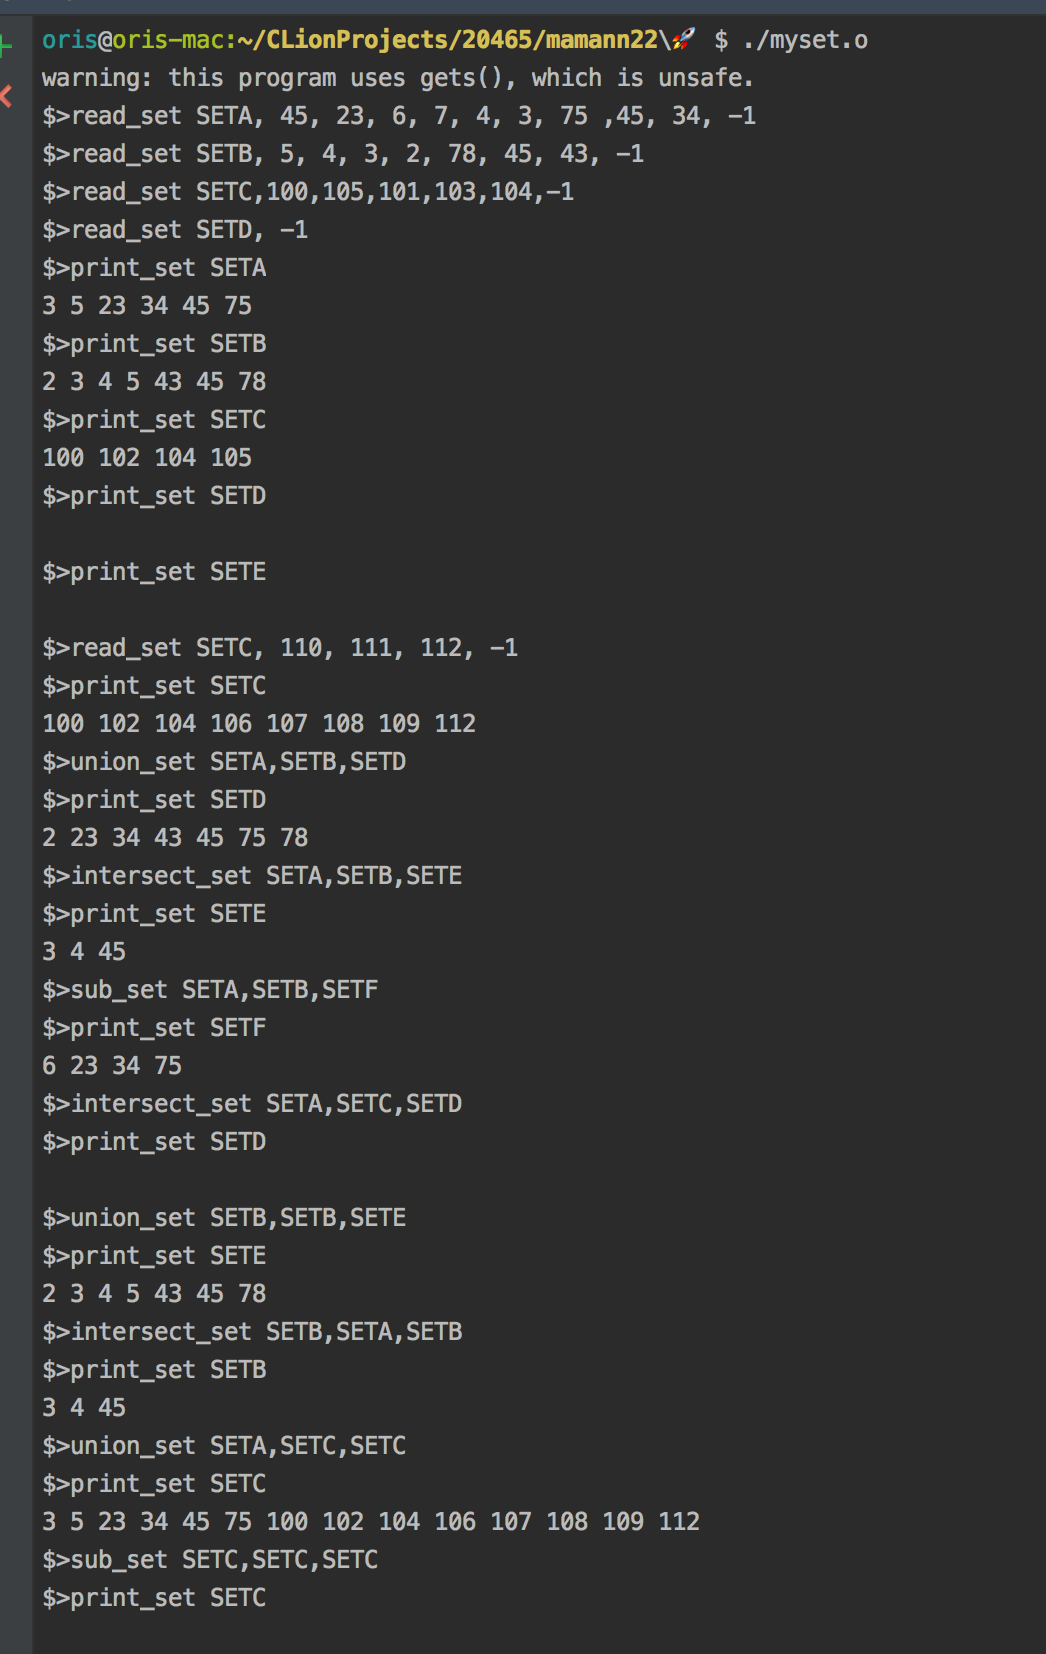 oris@oris-mac:~/CLionProjects/20465/mamann22\🚀 $ ./myset.o
warning: this program uses gets(), which is unsafe.
$>read_set SETA, 45, 23, 6, 7, 4, 3, 75 ,45, 34, -1
$>read_set SETB, 5, 4, 3, 2, 78, 45, 43, -1
$>read_set SETC,100,105,101,103,104,-1
$>read_set SETD, -1
$>print_set SETA
3 5 23 34 45 75
$>print_set SETB
2 3 4 5 43 45 78
$>print_set SETC
100 102 104 105
$>print_set SETD
$>print_set SETE
$>read_set SETC, 110, 111, 112, -1
$>print_set SETC
100 102 104 106 107 108 109 112
$>union_set SETA,SETB,SETD
$>print_set SETD
2 23 34 43 45 75 78
$>intersect_set SETA,SETB,SETE
$>print_set SETE
3 4 45
$>sub_set SETA,SETB,SETF
$>print_set SETF
6 23 34 75
$>intersect_set SETA,SETC,SETD
$>print_set SETD
$>union_set SETB,SETB,SETE
$>print_set SETE
2 3 4 5 43 45 78
$>intersect_set SETB,SETA,SETB
$>print_set SETB
3 4 45
$>union_set SETA,SETC,SETC
$>print_set SETC
3 5 23 34 45 75 100 102 104 106 107 108 109 112
$>sub_set SETC,SETC,SETC
$>print_set SETC